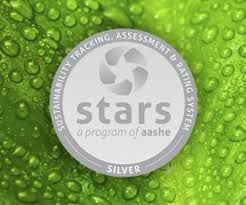 SUSTAINABILITY TRACKING, ASSESSMENT & RATING SYSTEM
stars
a program of aashe
SILVER